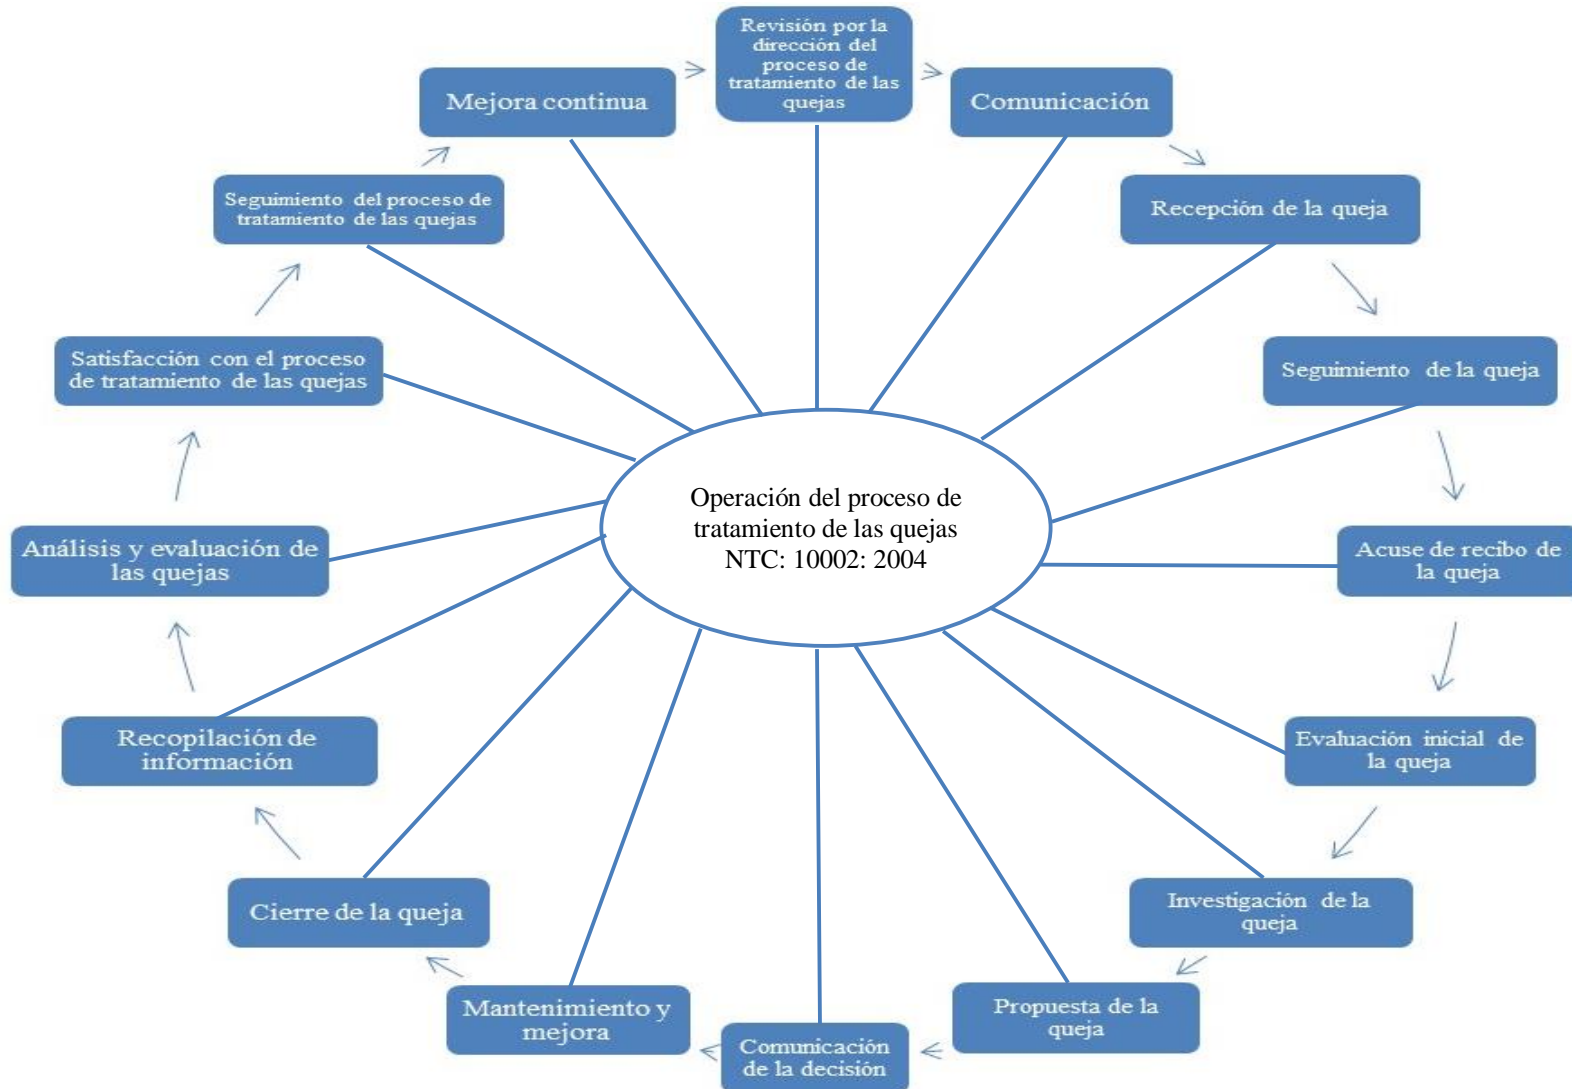 Revisión por la
dirección del
proceso de
tratamiento de las
quejas
Comunicación
Recepción de la queja
Seguimiento de la queja
Acuse de recibo de
la queja
Evaluación inicial de
la queja
Investigación de la
queja
Propuesta de la
queja
Comunicación
de la decisión
Mantenimiento y
mejora
Cierre de la queja
Recopilación de
información
Análisis y evaluación de
las quejas
Satisfacción con el proceso
de tratamiento de las quejas
Seguimiento del proceso de
tratamiento de las quejas
Mejora continua
Operación del proceso de
tratamiento de las quejas
NTC: 10002: 2004